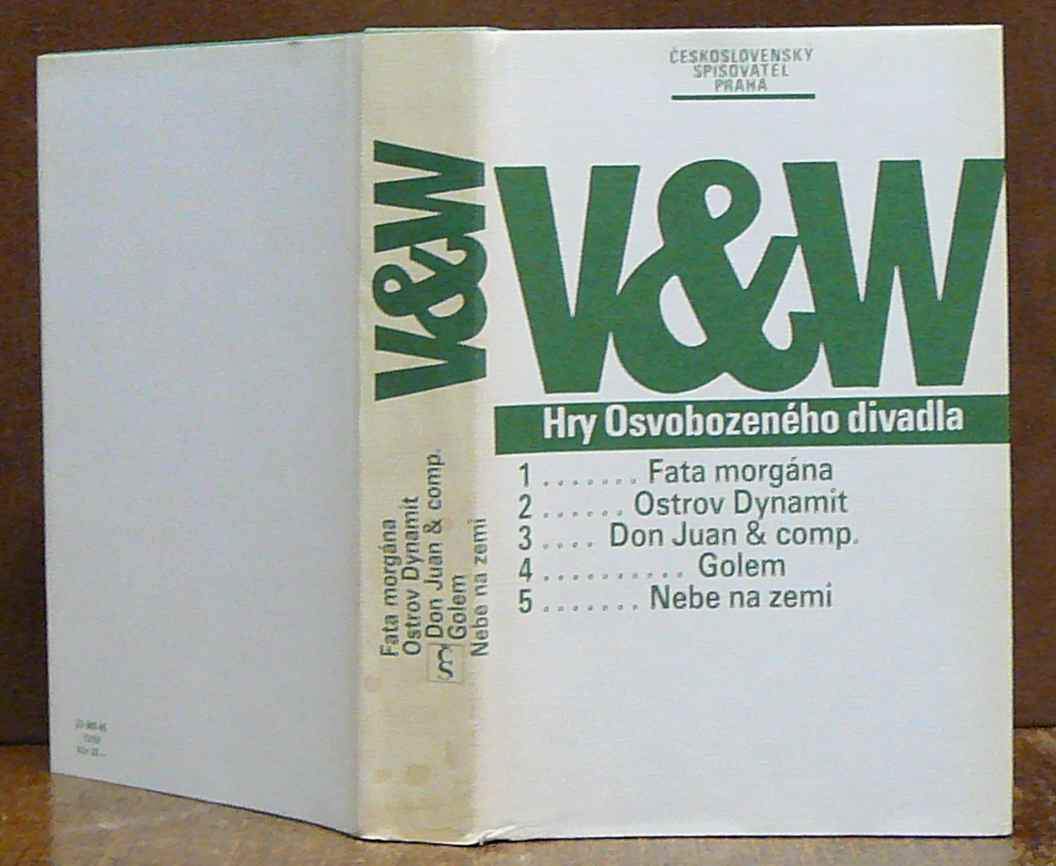 ČESKOSLOVENSKÝ
SPISOVATEL
PRAHA
V&W
Hry Osvobozeného divadla
1 ....... Fata morgána
2 ...... Ostrov Dynamit
3 .... Don Juan & comp.
4 .......... Golem
5 ....... Nebe na zemi
V&W
Fata morgána
Ostrov Dynamit
Don Juan & comp.
Golem
Nebe na zemi